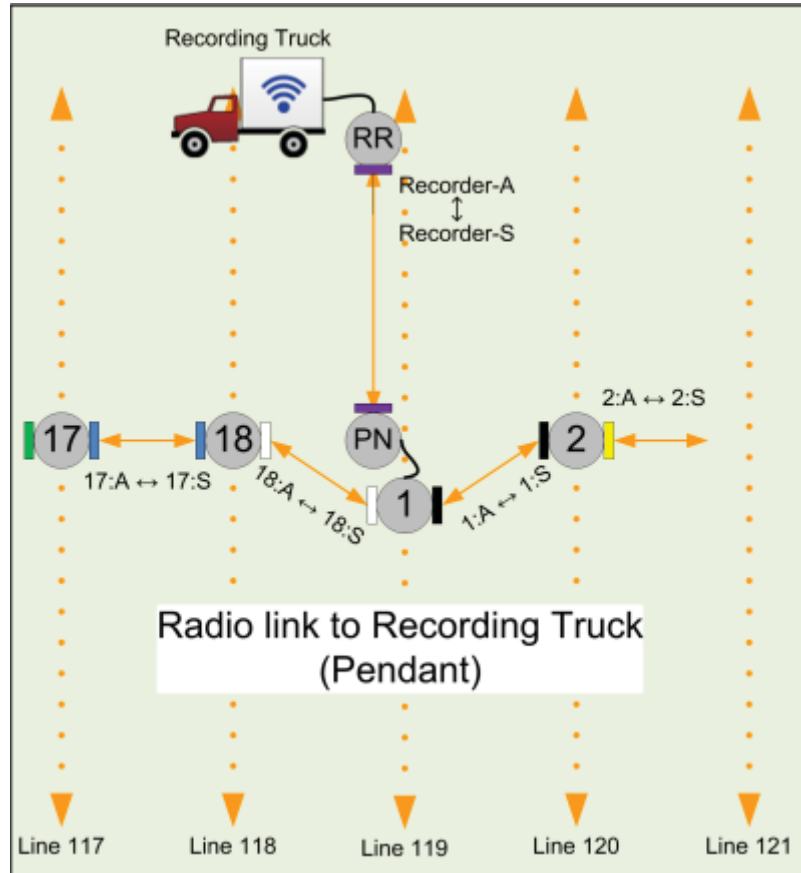 Recording Truck
RR
Recorder-A
↕
Recorder-S
2:A ↔ 2:S
17
18
PN
2
17:A ↔ 17:S
18:A ↔ 18:S
1
1:A ↔ 1:S
Radio link to Recording Truck
(Pendant)
Line 117
Line 118
Line 119
Line 120
Line 121